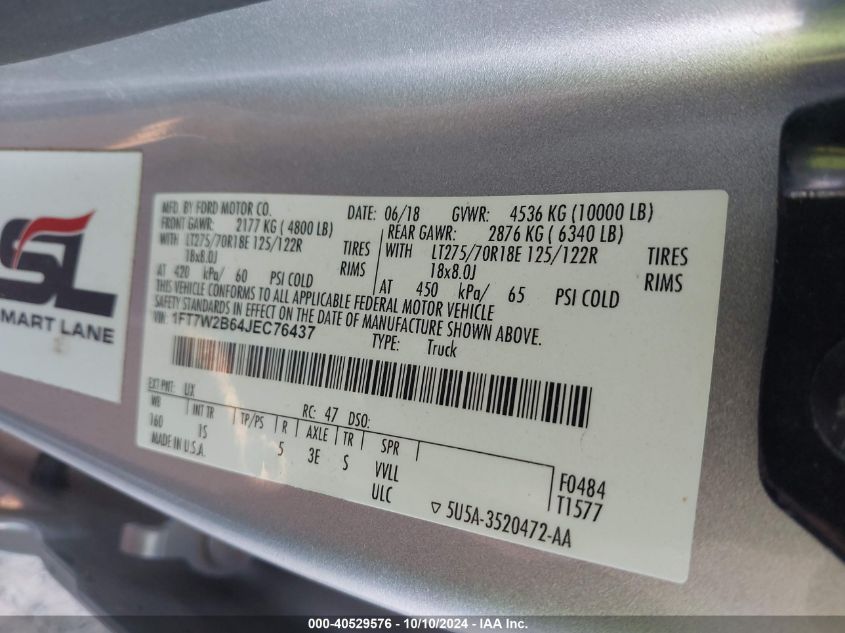 SL
SMART LANE
MFD. BY FORD MOTOR CO. DATE: 06/18 GVWR: 4536 KG (10000 LB)
FRONT GAWR: 2177 KG ( 4800 LB) REAR GAWR: 2876 KG ( 6340 LB)
WITH LT275/70R18E 125/122R TIRES WITH LT275/70R18E 125/122R TIRES
18x8.0J RIMS 18x8.0J RIMS
AT 420 kPa/ 60 PSI COLD AT 450 kPa/ 65 PSI COLD
THIS VEHICLE CONFORMS TO ALL APPLICABLE FEDERAL MOTOR VEHICLE
SAFETY STANDARDS IN EFFECT ON THE DATE OF MANUFACTURE SHOWN ABOVE.
VIN: 1FT7W2B64JEC76437 TYPE: Truck
EXT PNT: UX RC: 47 DSO:
WB INT TR TP/PS R AXLE TR SPR
160 IS 5 3E S VVLL F0484
MADE IN U.S.A. ULC T1577
▽ 5U5A-3520472-AA
000-40529576 - 10/10/2024 - IAA Inc.